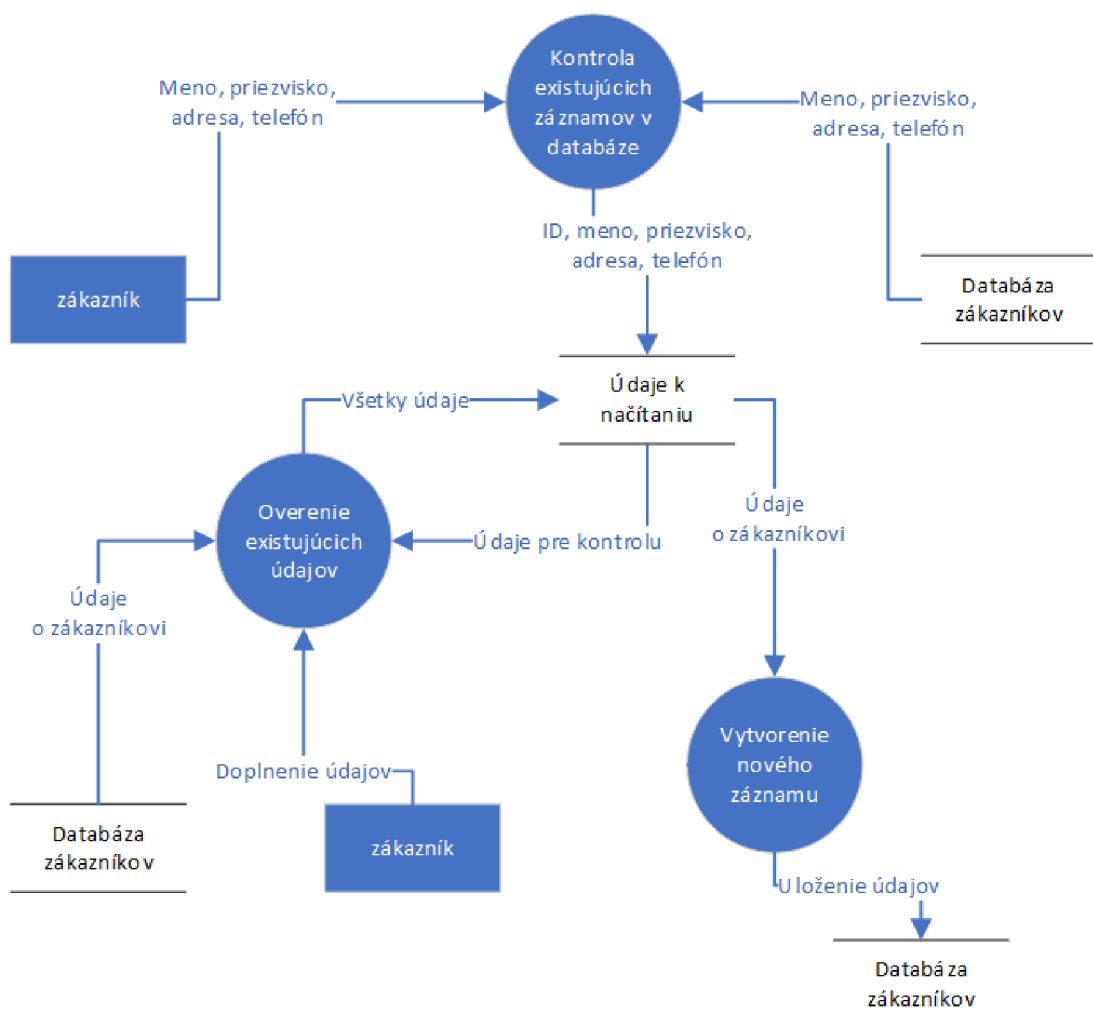 Kontrola
existujúcich
záznamov v
databáze
Meno, priezvisko,
adresa, telefón
Meno, priezvisko,
adresa, telefón
ID, meno, priezvisko,
adresa, telefón
zákazník
Databáza
zákazníkov
Všetky údaje
Údaje k
načítaniu
Overenie
existujúcich
údajov
Údaje pre kontrolu
Údaje
o zákazníkovi
Údaje
o zákazníkovi
Doplnenie údajov
Vytvorenie
nového
záznamu
Databáza
zákazníkov
zákazník
Uloženie údajov
Databáza
zákazníkov